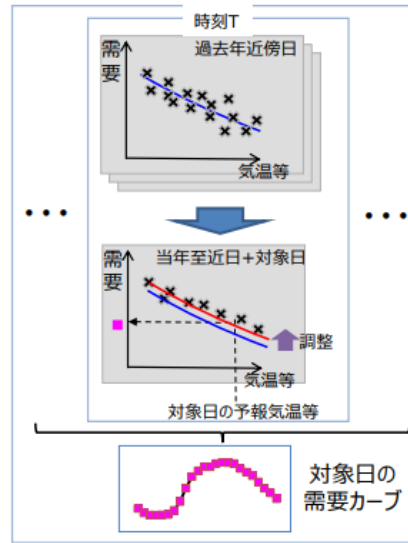 時刻T
過去年近傍日
需要
気温等
・・・
・・・
当年至近日+対象日
需要
調整
気温等
対象日の予報気温等
対象日の
需要カーブ